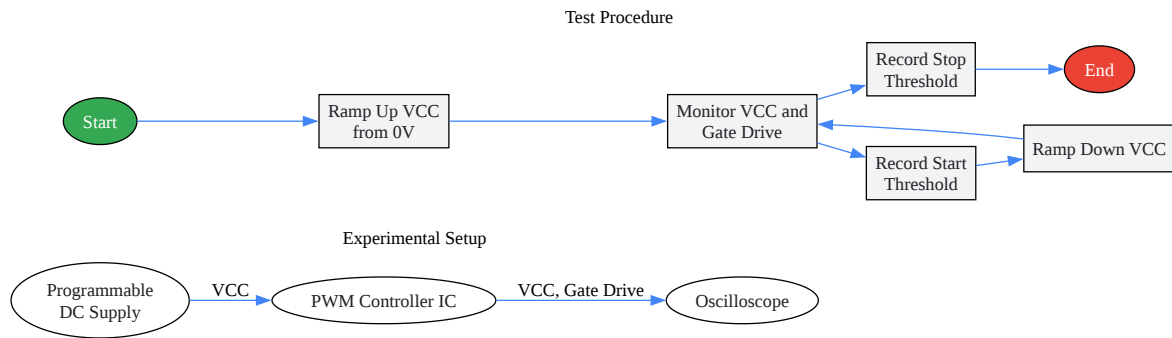 Test Procedure
Start
Ramp Up VCC
from 0V
Monitor VCC and
Gate Drive
Record Stop
Threshold
End
Record Start
Threshold
Ramp Down VCC
Experimental Setup
Programmable
DC Supply
VCC
PWM Controller IC
VCC, Gate Drive
Oscilloscope